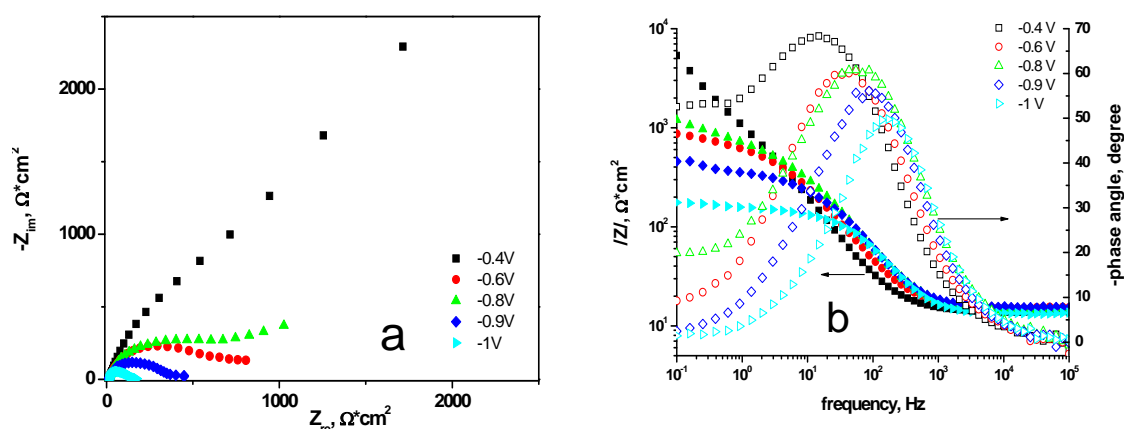 2000
1000
0
0
1000
2000
-Z_im, Ω*cm²
Z_re, Ω*cm²
-0.4V
-0.6V
-0.8V
-0.9V
-1V
a
10⁴
10³
10²
10¹
/Z/, Ω*cm²
10⁻¹
10⁰
10¹
10²
10³
10⁴
10⁵
frequency, Hz
70
60
50
40
30
20
10
0
-phase angle, degree
-0.4 V
-0.6 V
-0.8 V
-0.9 V
-1 V
b